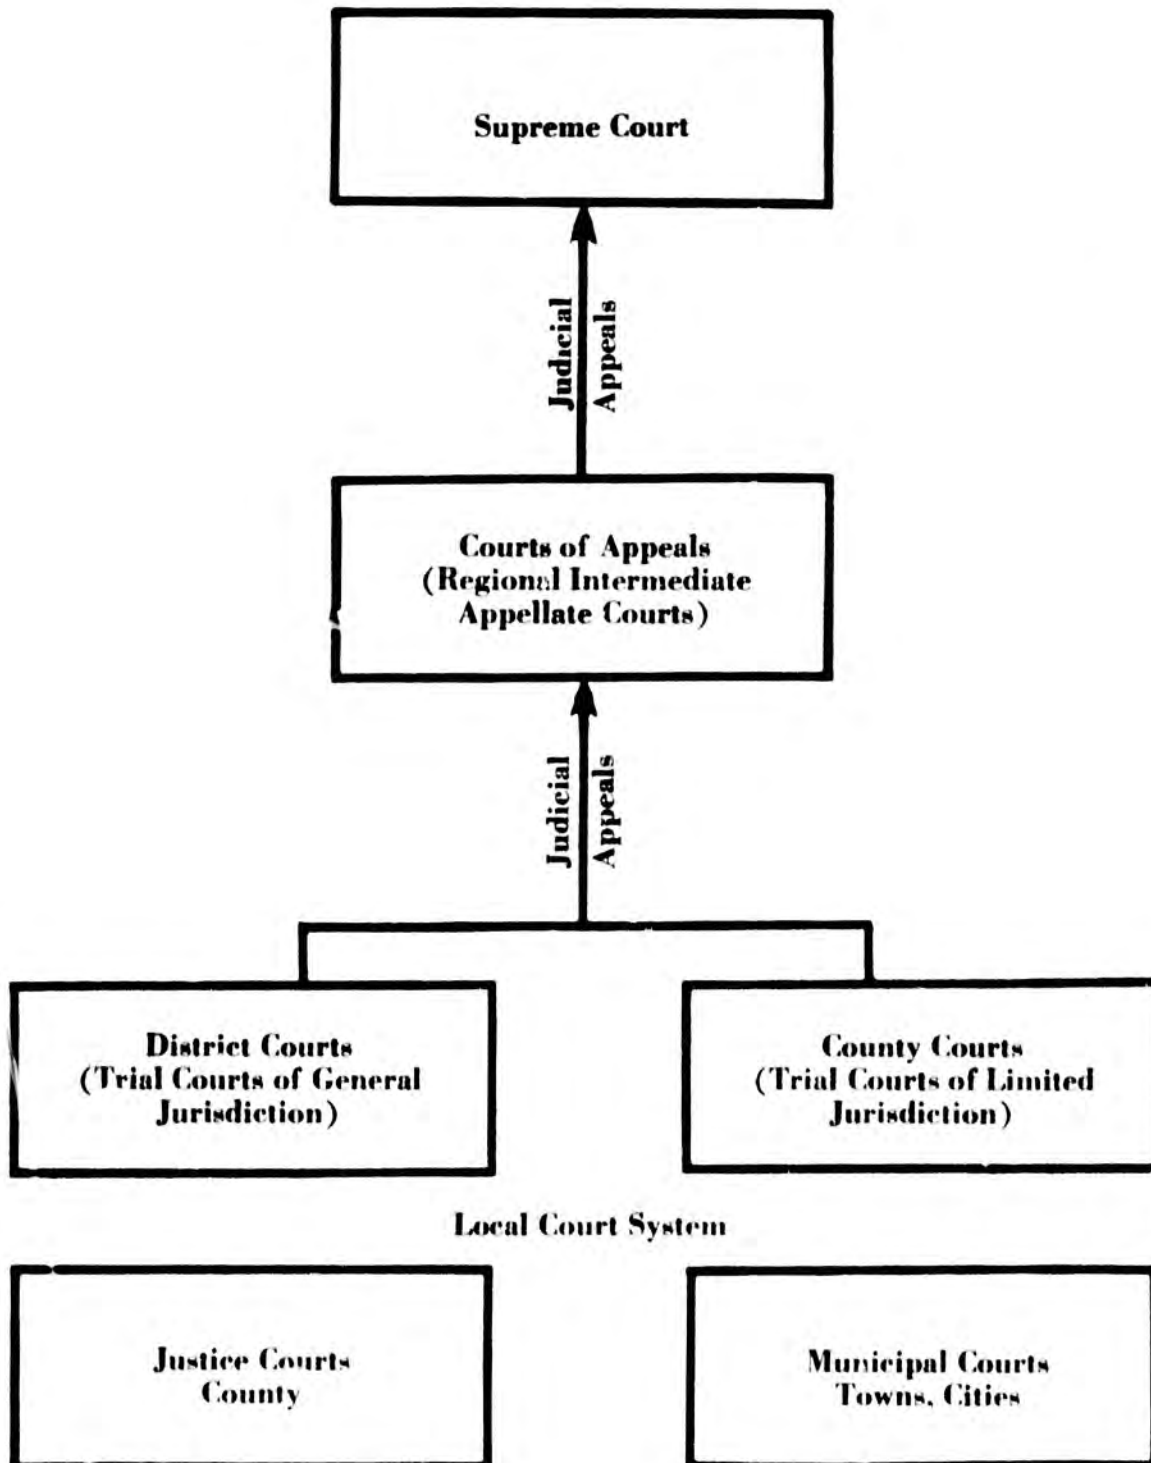 Supreme Court
Judicial
Appeals
Courts of Appeals
(Regional Intermediate
Appellate Courts)
Judicial
Appeals
District Courts
(Trial Courts of General
Jurisdiction)
County Courts
(Trial Courts of Limited
Jurisdiction)
Local Court System
Justice Courts
County
Municipal Courts
Towns, Cities